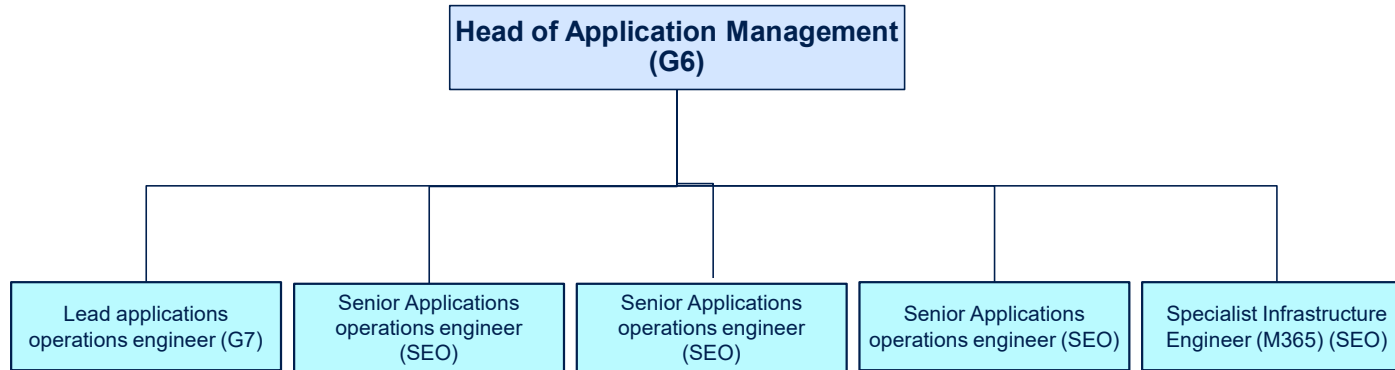 Head of Application Management
(G6)
Lead applications
operations engineer (G7)
Senior Applications
operations engineer
(SEO)
Senior Applications
operations engineer
(SEO)
Senior Applications
operations engineer (SEO)
Specialist Infrastructure
Engineer (M365) (SEO)